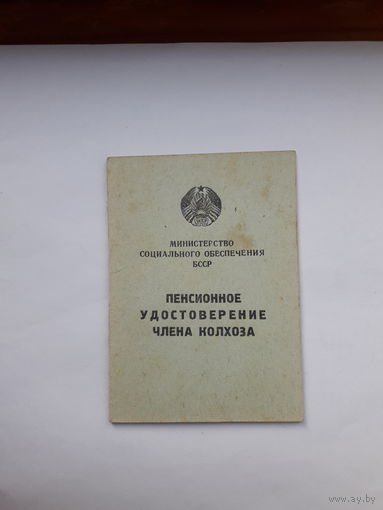 МИНИСТЕРСТВО
СОЦИАЛЬНОГО ОБЕСПЕЧЕНИЯ
БССР
ПЕНСИОННОЕ
УДОСТОВЕРЕНИЕ
ЧЛЕНА КОЛХОЗА
www.ay.by